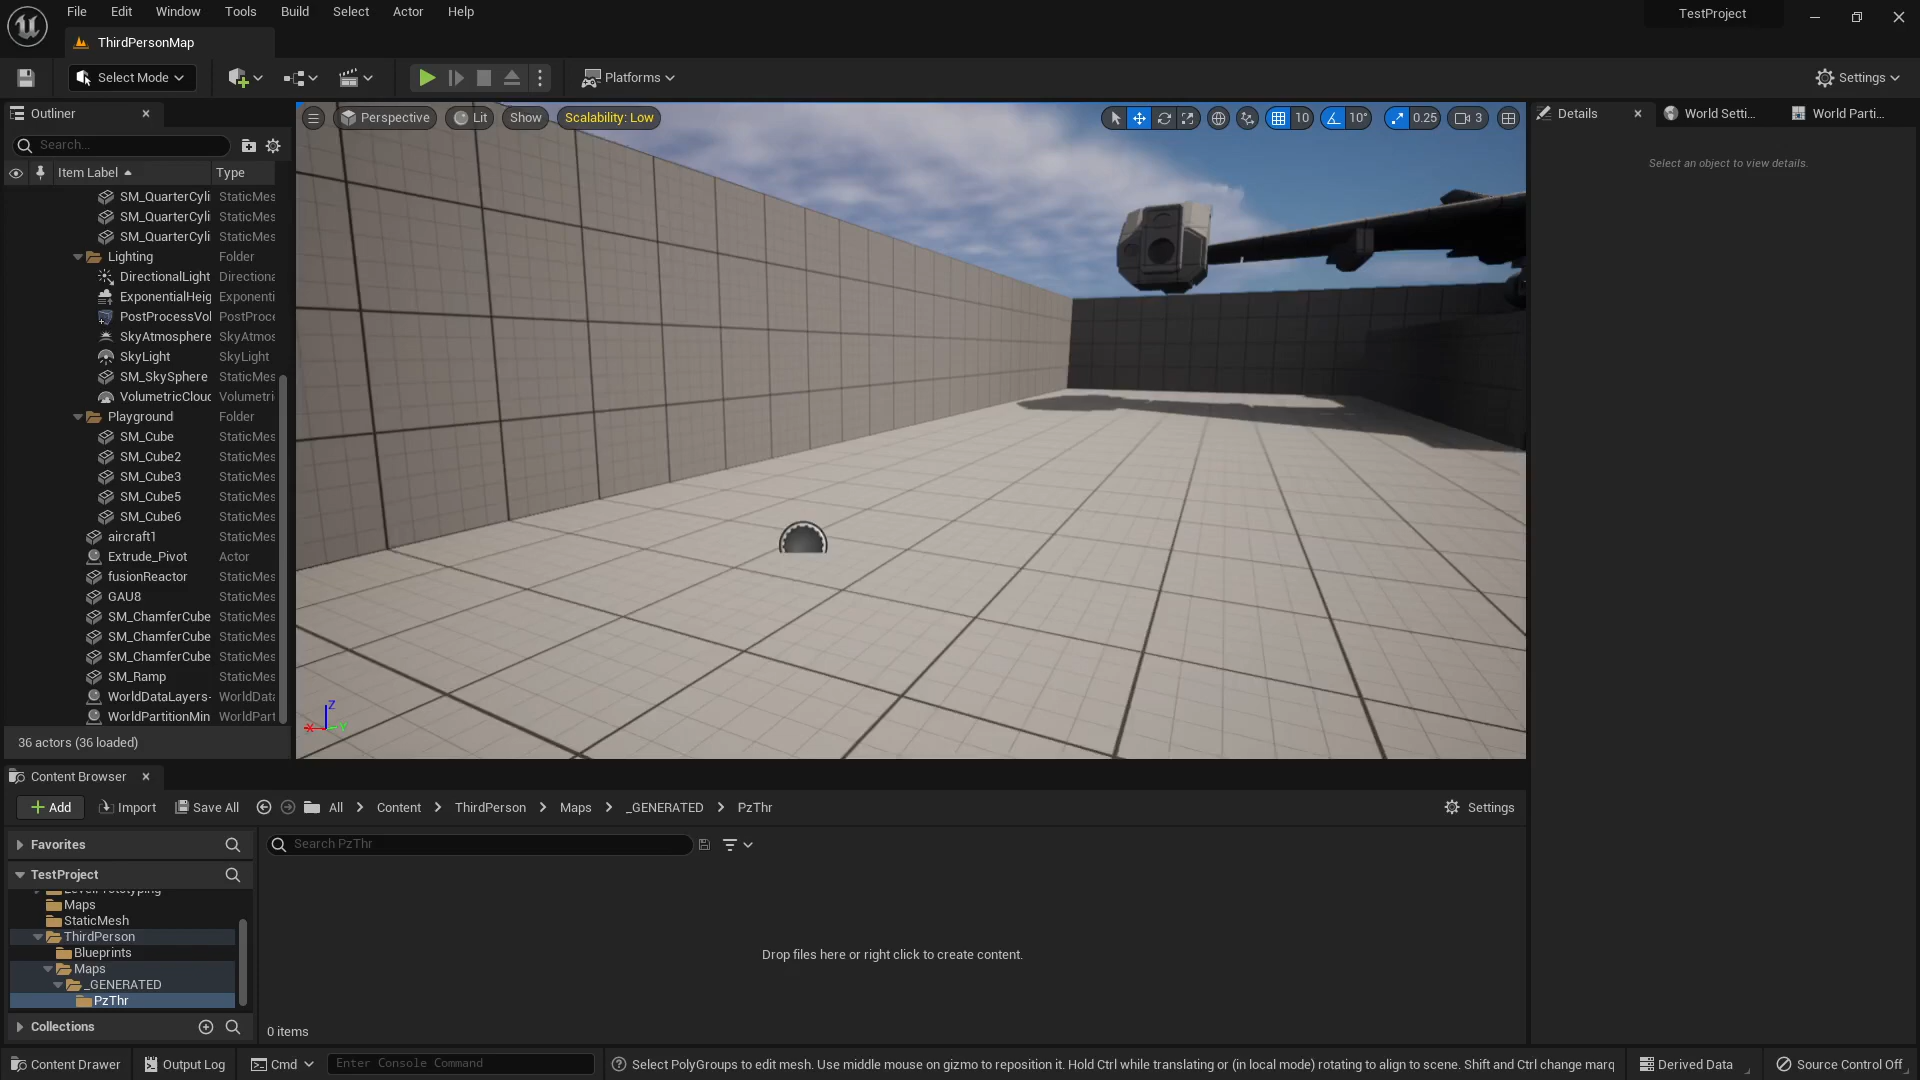 File Edit Window Tools Build Select Actor Help
TestProject
ThirdPersonMap
Select Mode
Platforms
Settings
Outliner
Perspective Lit Show Scalability: Low
10 10° 0.25 3
Details World Setti... World Parti...
Search...
Select an object to view details.
Item Label Type
SM_QuarterCyli StaticMes
SM_QuarterCyli StaticMes
SM_QuarterCyli StaticMes
Lighting Folder
DirectionalLight Directiona
ExponentialHeig Exponenti
PostProcessVol PostProce
SkyAtmosphere SkyAtmos
SkyLight SkyLight
SM_SkySphere StaticMes
VolumetricClouc Volumetri
Playground Folder
SM_Cube StaticMes
SM_Cube2 StaticMes
SM_Cube3 StaticMes
SM_Cube5 StaticMes
SM_Cube6 StaticMes
aircraft1 StaticMes
Extrude_Pivot Actor
fusionReactor StaticMes
GAU8 StaticMes
SM_ChamferCube StaticMes
SM_ChamferCube StaticMes
SM_ChamferCube StaticMes
SM_Ramp StaticMes
WorldDataLayers- WorldData
WorldPartitionMin WorldPart
Z
X Y
36 actors (36 loaded)
Content Browser
Add Import Save All All Content ThirdPerson Maps _GENERATED PzThr Settings
Favorites
Search PzThr
TestProject
LevelPrototyping
Maps
StaticMesh
ThirdPerson
Blueprints
Maps
_GENERATED
PzThr
Drop files here or right click to create content.
Collections
0 items
Content Drawer Output Log Cmd Enter Console Command Select PolyGroups to edit mesh. Use middle mouse on gizmo to reposition it. Hold Ctrl while translating or (in local mode) rotating to align to scene. Shift and Ctrl change marq Derived Data Source Control Off